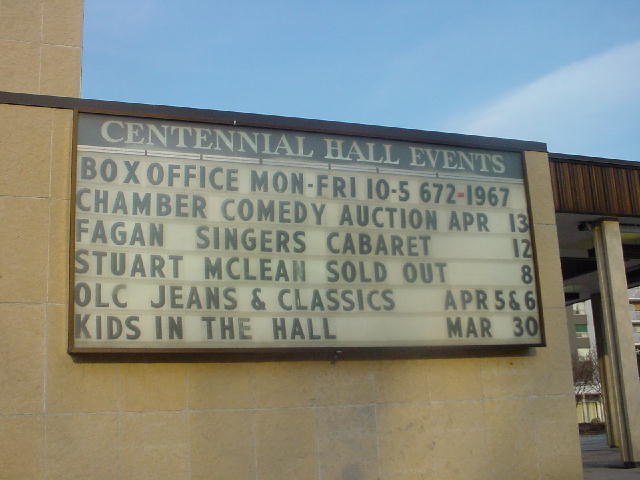 CENTENNIAL HALL EVENTS
BOX OFFICE MON-FRI 10-5 672-1967
CHAMBER COMEDY AUCTION APR 13
FAGAN SINGERS CABARET 12
STUART MCLEAN SOLD OUT 8
OLC JEANS & CLASSICS APR 5&6
KIDS IN THE HALL MAR 30